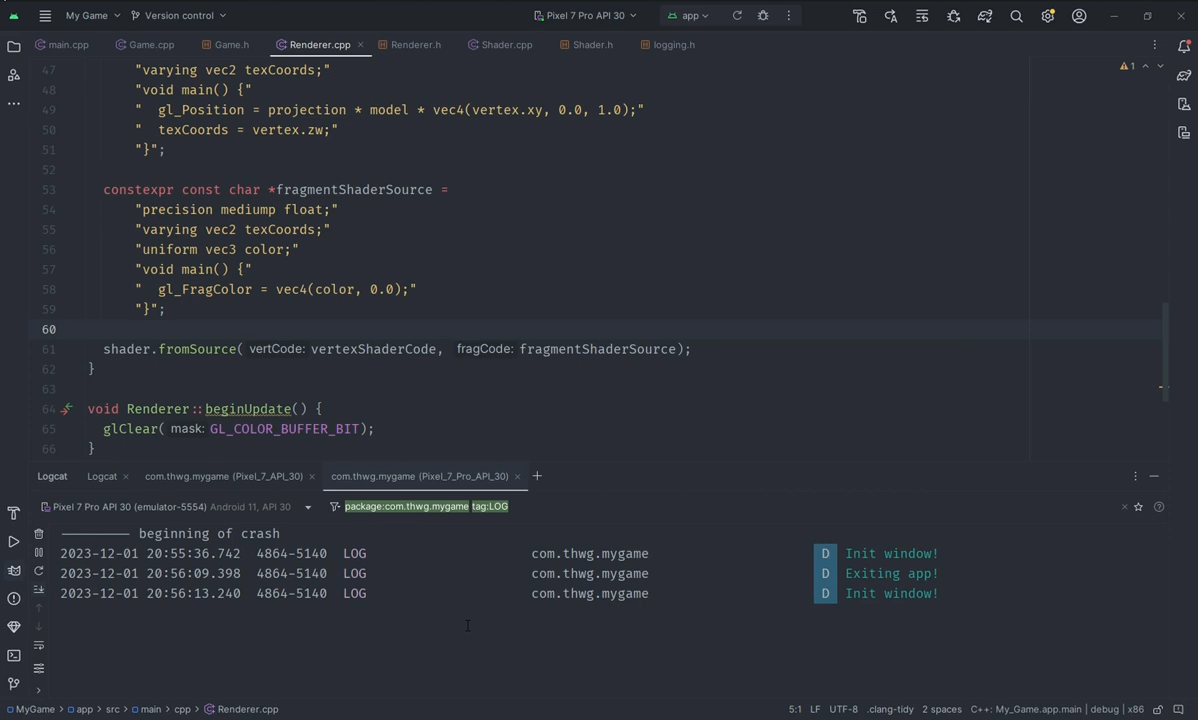 My Game
Version control
Pixel 7 Pro API 30
app
main.cpp
Game.cpp
Game.h
Renderer.cpp
Renderer.h
Shader.cpp
Shader.h
logging.h
1
47 "varying vec2 texCoords;"
48 "void main() {"
49 "  gl_Position = projection * model * vec4(vertex.xy, 0.0, 1.0);"
50 "  texCoords = vertex.zw;"
51 "}";
52
53 constexpr const char *fragmentShaderSource =
54 "precision mediump float;"
55 "varying vec2 texCoords;"
56 "uniform vec3 color;"
57 "void main() {"
58 "  gl_FragColor = vec4(color, 0.0);"
59 "}";
60
61 shader.fromSource( vertCode: vertexShaderCode, fragCode: fragmentShaderSource);
62 }
63
64 void Renderer::beginUpdate() {
65 glClear( mask: GL_COLOR_BUFFER_BIT);
66 }
Logcat
Logcat
com.thwg.mygame (Pixel_7_API_30)
com.thwg.mygame (Pixel_7_Pro_API_30)
Pixel 7 Pro API 30 (emulator-5554) Android 11, API 30
package:com.thwg.mygame tag:LOG
--------- beginning of crash
2023-12-01 20:55:36.742 4864-5140 LOG com.thwg.mygame D Init window!
2023-12-01 20:56:09.398 4864-5140 LOG com.thwg.mygame D Exiting app!
2023-12-01 20:56:13.240 4864-5140 LOG com.thwg.mygame D Init window!
MyGame > app > src > main > cpp > Renderer.cpp
5:1 LF UTF-8 .clang-tidy 2 spaces C++: My_Game.app.main | debug | x86